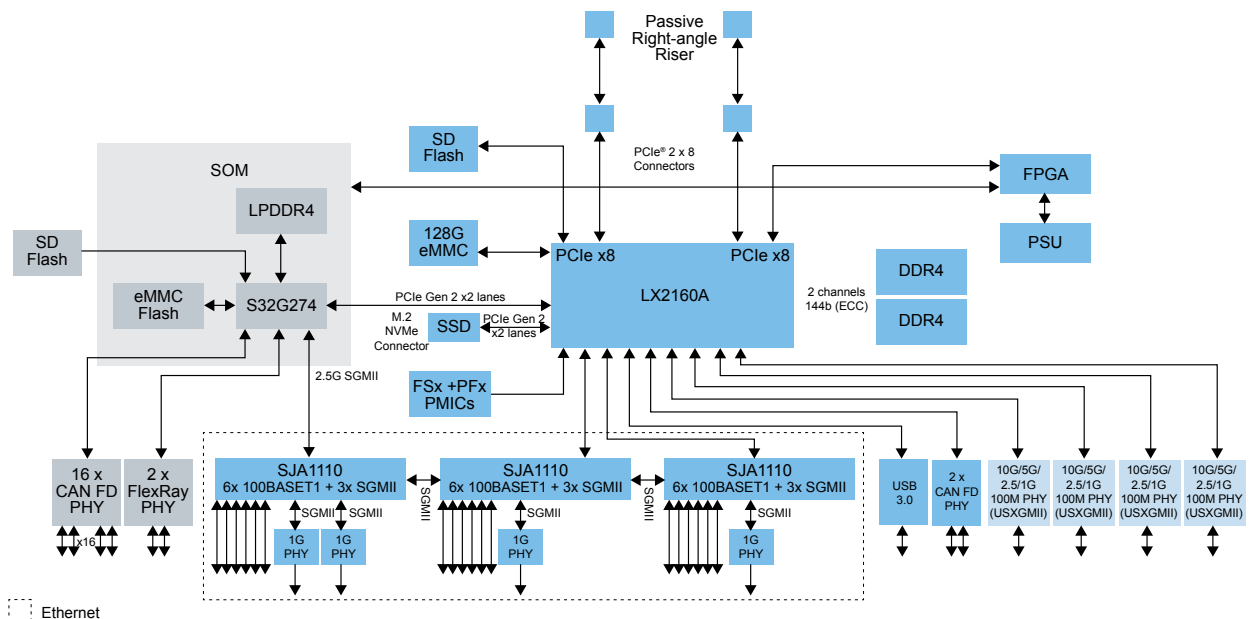 Passive
Right-angle
Riser
SD
Flash
PCIe® 2 x 8
Connectors
SOM
FPGA
LPDDR4
128G
eMMC
PSU
SD
Flash
PCIe x8
PCIe x8
DDR4
LX2160A
2 channels
144b (ECC)
eMMC
Flash
S32G274
PCIe Gen 2 x2 lanes
M.2
NVMe
Connector
SSD
PCIe Gen 2
x2 lanes
DDR4
2.5G SGMII
FSx +PFx
PMICs
16 x
CAN FD
PHY
2 x
FlexRay
PHY
SJA1110
6x 100BASET1 + 3x SGMII
SGMII
SJA1110
6x 100BASET1 + 3x SGMII
SGMII
SJA1110
6x 100BASET1 + 3x SGMII
USB
3.0
2 x
CAN FD
PHY
10G/5G/
2.5/1G
100M PHY
(USXGMII)
10G/5G/
2.5/1G
100M PHY
(USXGMII)
10G/5G/
2.5/1G
100M PHY
(USXGMII)
10G/5G/
2.5/1G
100M PHY
(USXGMII)
x16
SGMII
SGMII
SGMII
SGMII
1G
PHY
1G
PHY
1G
PHY
1G
PHY
Ethernet